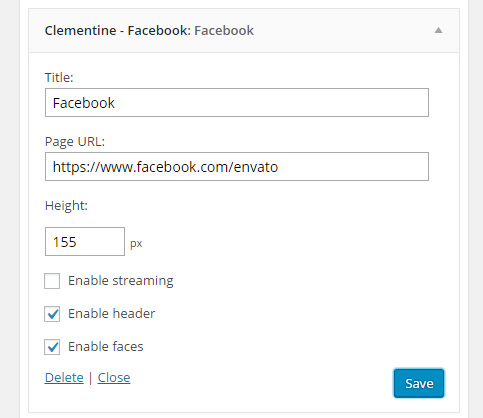 Clementine - Facebook: Facebook
Title:
Facebook
Page URL:
https://www.facebook.com/envato
Height:
155 px
Enable streaming
Enable header
Enable faces
Delete | Close Save